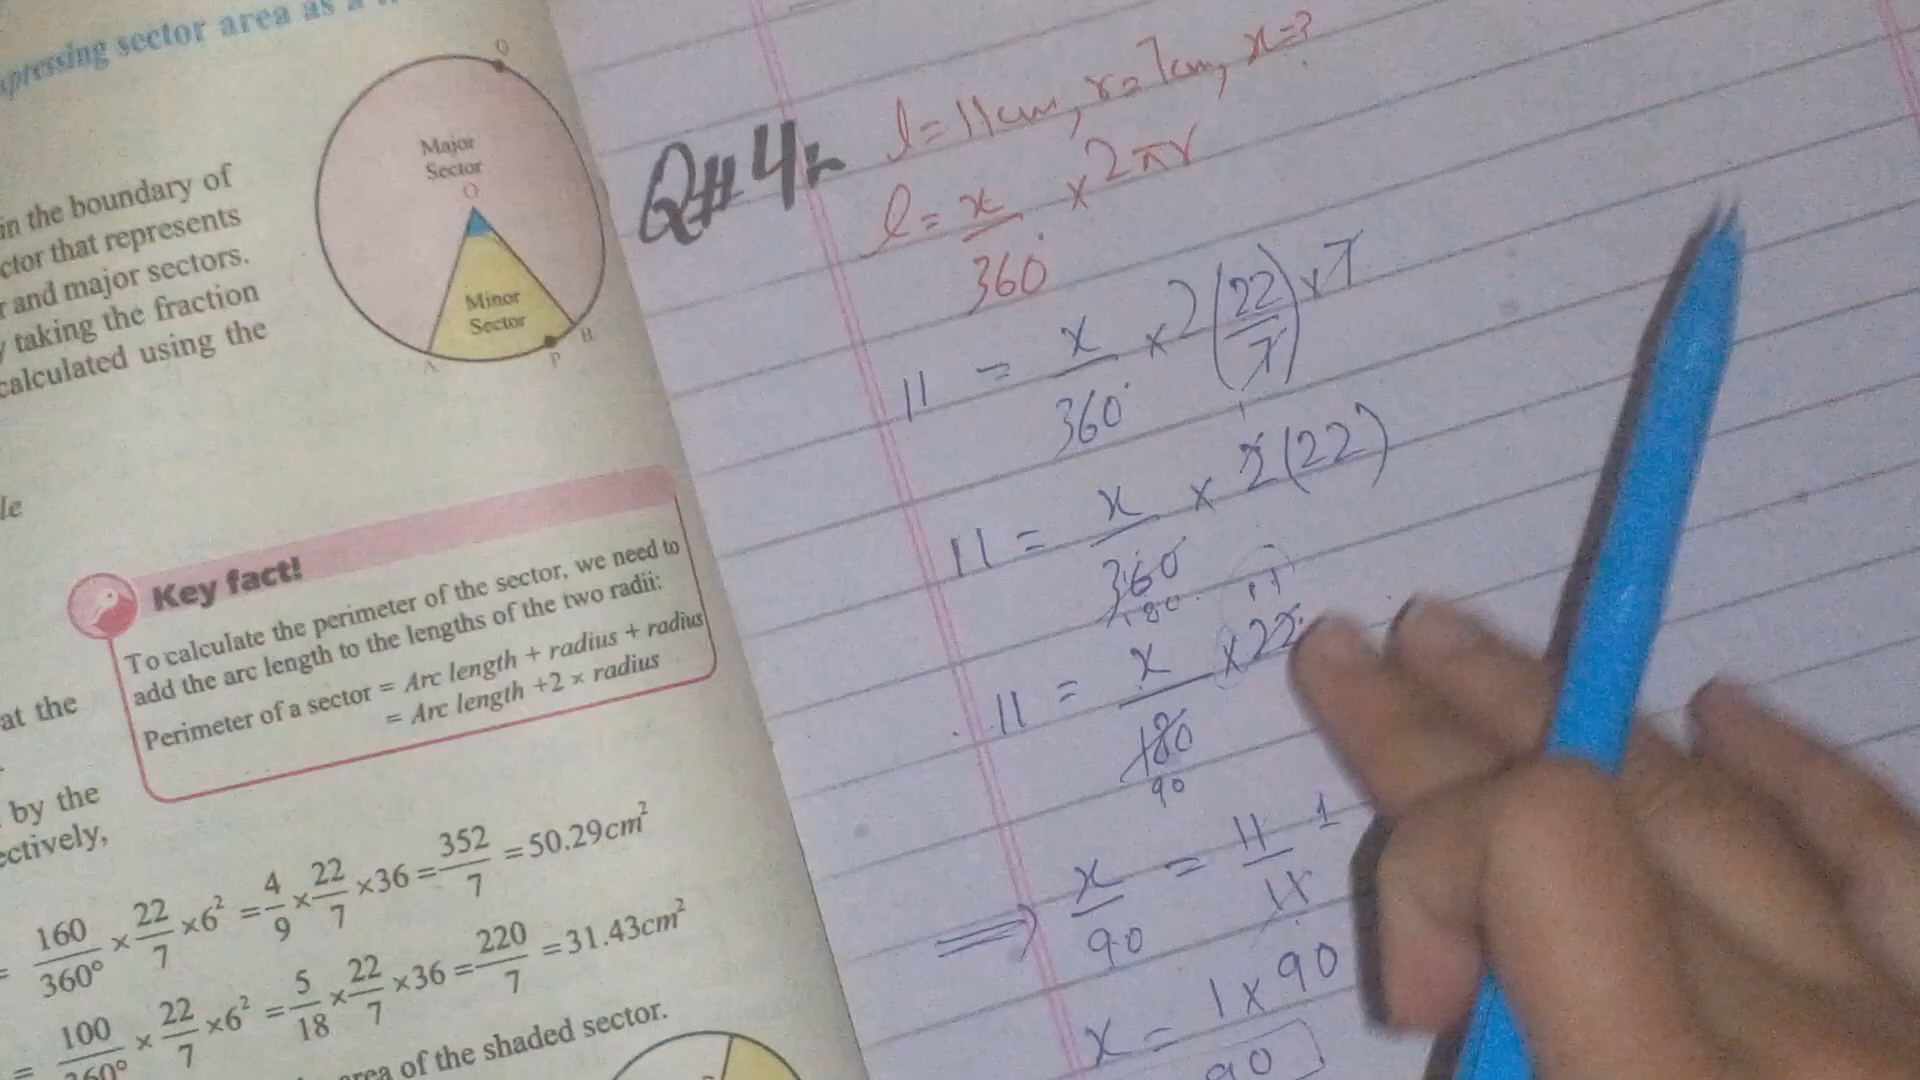 pressing sector area as a
in the boundary of
ctor that represents
r and major sectors.
y taking the fraction
calculated using the
Q
Major
Sector
O
Minor
Sector
A
P
B
le
Key fact!
To calculate the perimeter of the sector, we need to
add the arc length to the lengths of the two radii:
Perimeter of a sector = Arc length + radius + radius
= Arc length +2 × radius
at the
by the
ectively,
= 160/360° × 22/7 ×6² = 4/9 × 22/7 ×36 = 352/7 = 50.29cm²
= 100/360° × 22/7 ×6² = 5/18 × 22/7 ×36 = 220/7 = 31.43cm²
area of the shaded sector.
Q#4
l = 11cm, r = 7cm, x = ?
l = x/360° × 2πr
11 = x/360° × 2(22/7) × 7
11 = x/360 × 2(22)
180
1
11 = x/180 × 22
90
11
x/90 = 11/11 1
x = 1 × 90
90